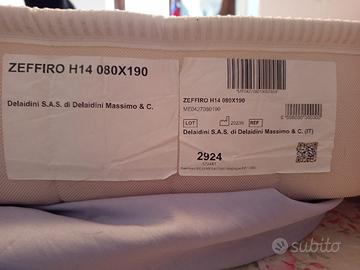 ZEFFIRO H14 080X190
Delaidini S.A.S. di Delaidini Massimo & C.
ZEFFIRO H14 080X190
LOT
REF
Delaidini S.A.S. di Delaidini Massimo & C. (IT)
2924
subito